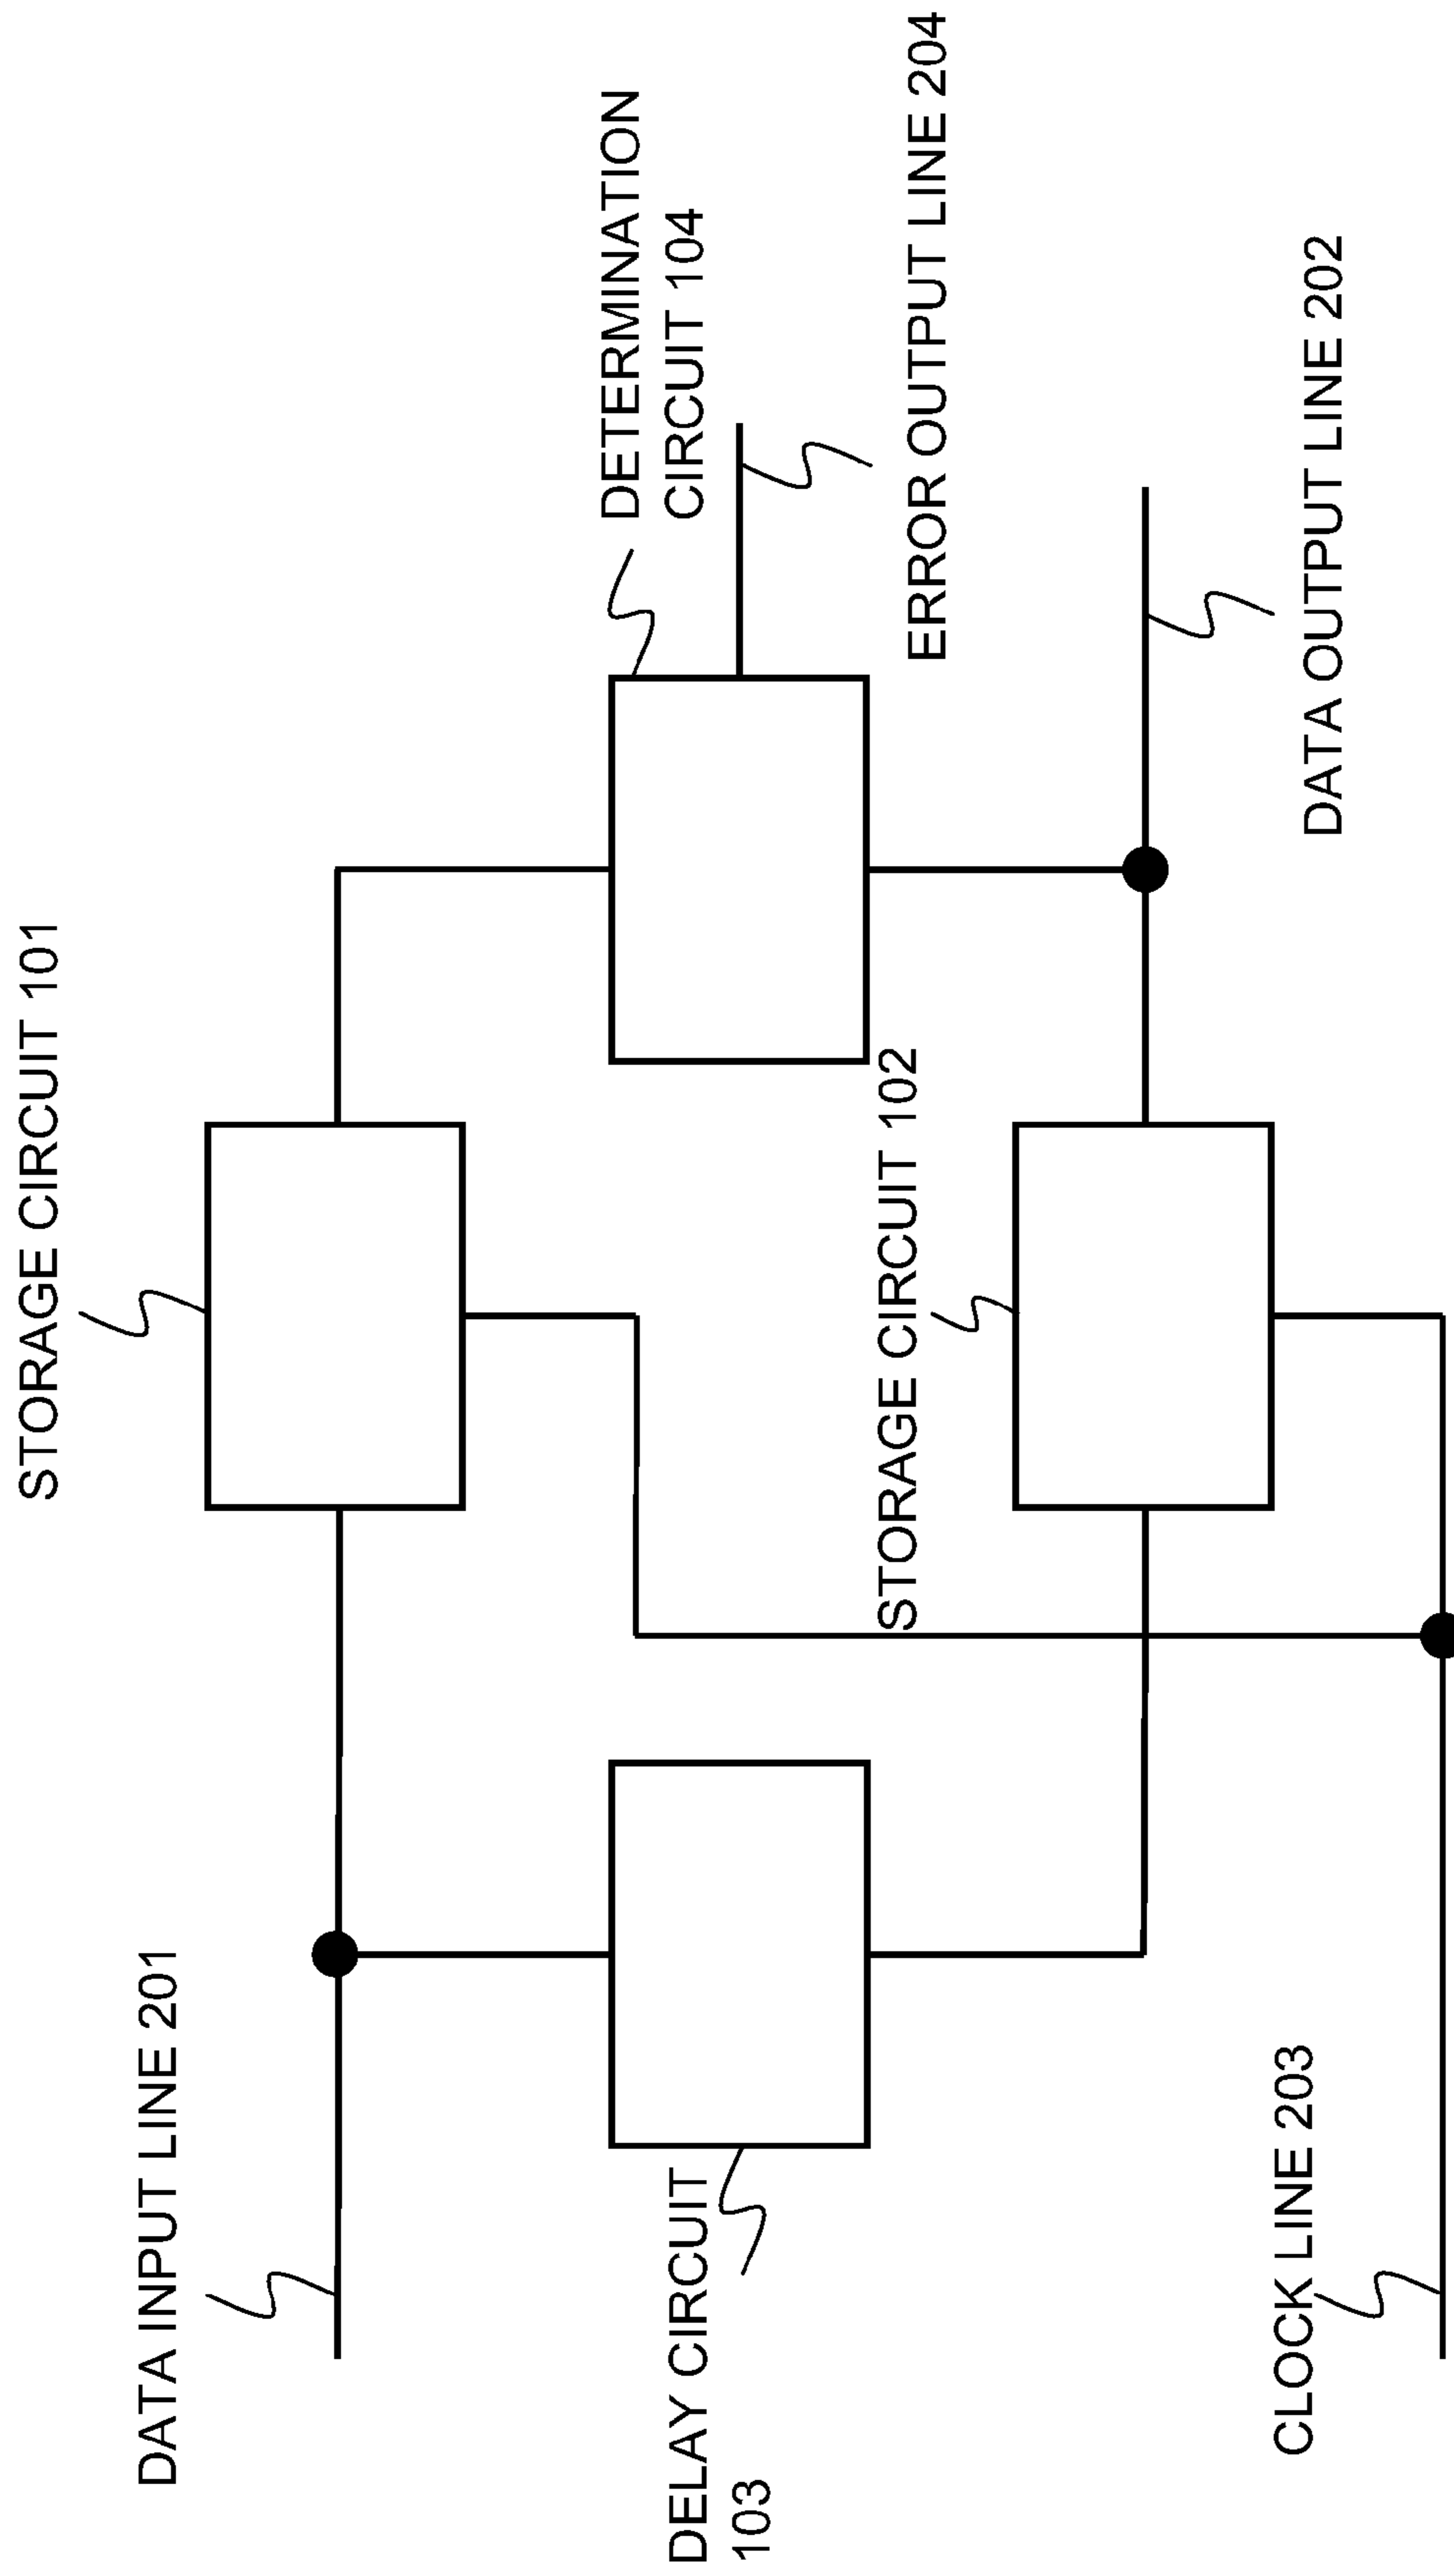 STORAGE CIRCUIT 101
DATA INPUT LINE 201
DETERMINATION
CIRCUIT 104
DELAY CIRCUIT
103
STORAGE CIRCUIT 102
ERROR OUTPUT LINE 204
CLOCK LINE 203
DATA OUTPUT LINE 202